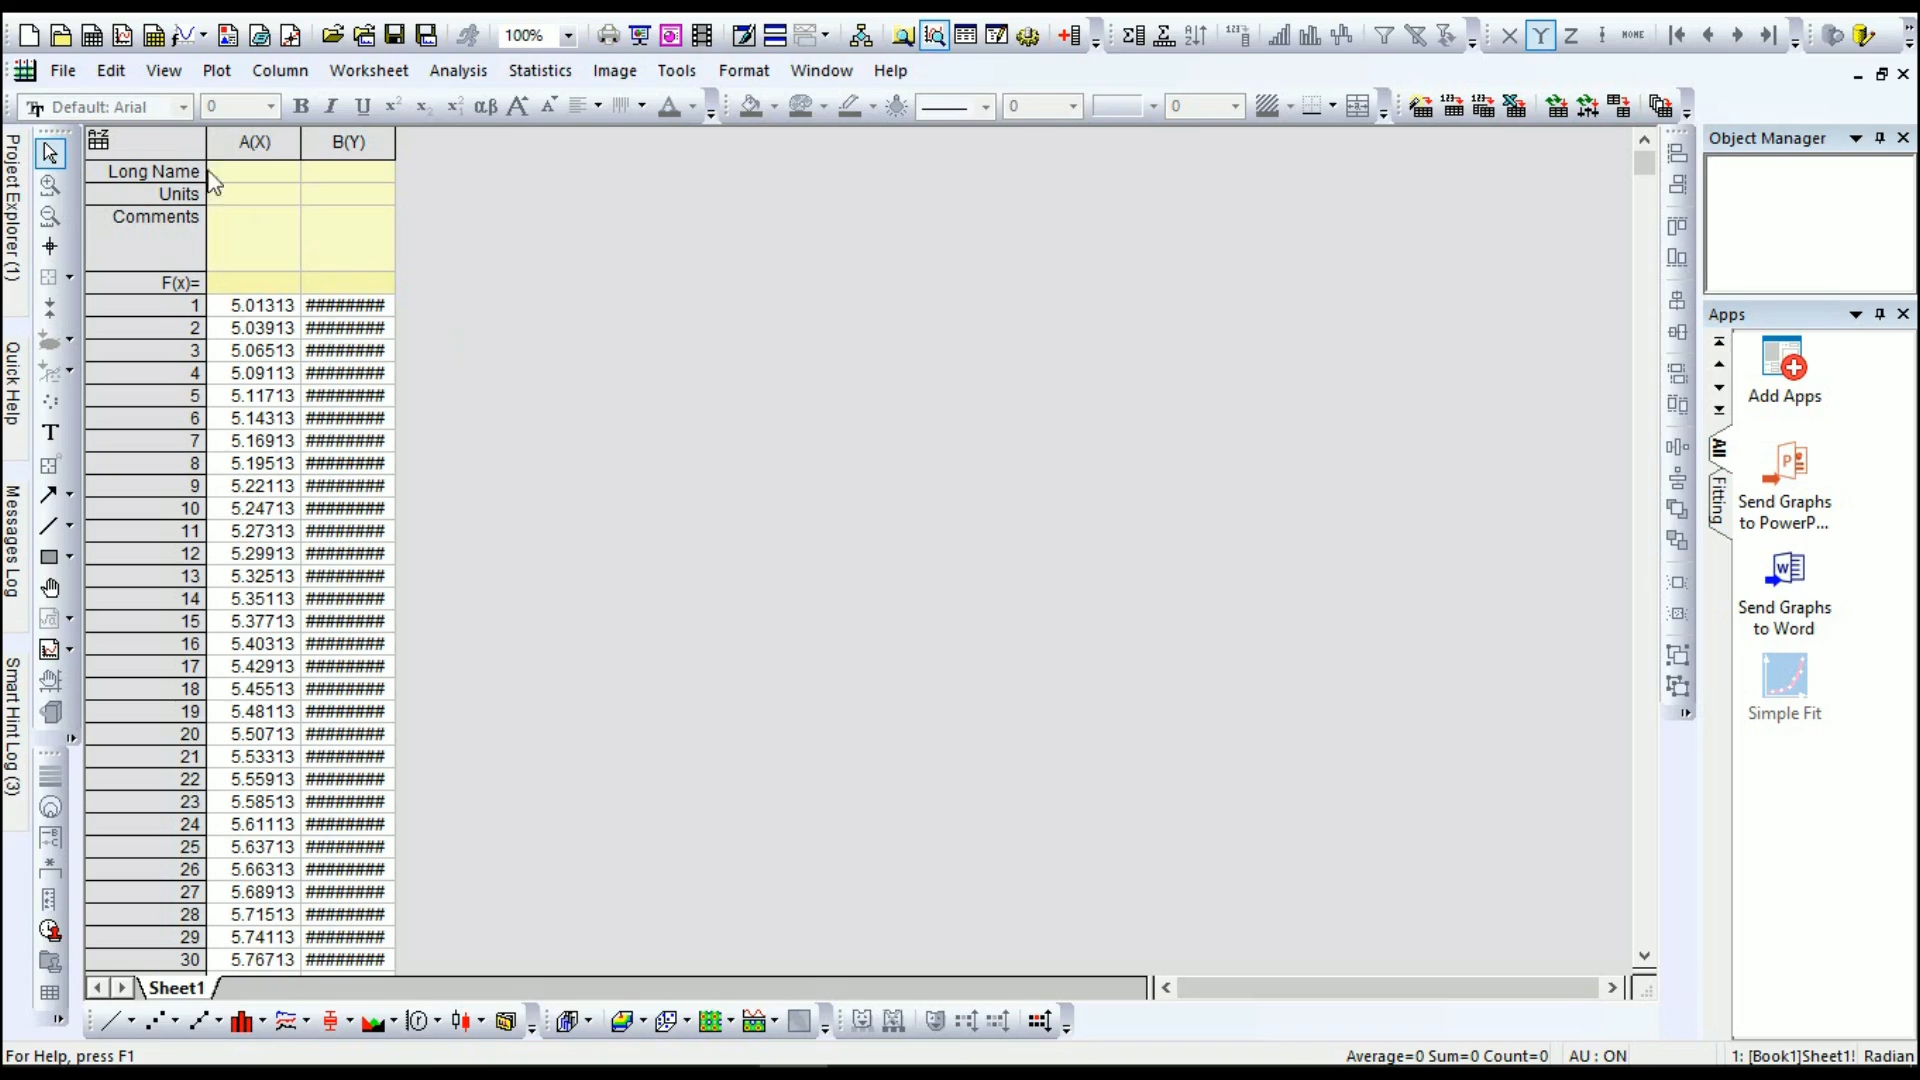 100%
File Edit View Plot Column Worksheet Analysis Statistics Image Tools Format Window Help
Default: Arial 0 B I U x² x₂ αβ A A A 0 0
Project Explorer (1)
Quick Help
Messages Log
Smart Hint Log (3)
A(X) B(Y)
Long Name
Units
Comments
F(x)=
1 5.01313 ########
2 5.03913 ########
3 5.06513 ########
4 5.09113 ########
5 5.11713 ########
6 5.14313 ########
7 5.16913 ########
8 5.19513 ########
9 5.22113 ########
10 5.24713 ########
11 5.27313 ########
12 5.29913 ########
13 5.32513 ########
14 5.35113 ########
15 5.37713 ########
16 5.40313 ########
17 5.42913 ########
18 5.45513 ########
19 5.48113 ########
20 5.50713 ########
21 5.53313 ########
22 5.55913 ########
23 5.58513 ########
24 5.61113 ########
25 5.63713 ########
26 5.66313 ########
27 5.68913 ########
28 5.71513 ########
29 5.74113 ########
30 5.76713 ########
Sheet1
Object Manager
Apps
All
Fitting
Add Apps
Send Graphs
to PowerP...
Send Graphs
to Word
Simple Fit
For Help, press F1
Average=0 Sum=0 Count=0 AU : ON 1: [Book1]Sheet1! Radian